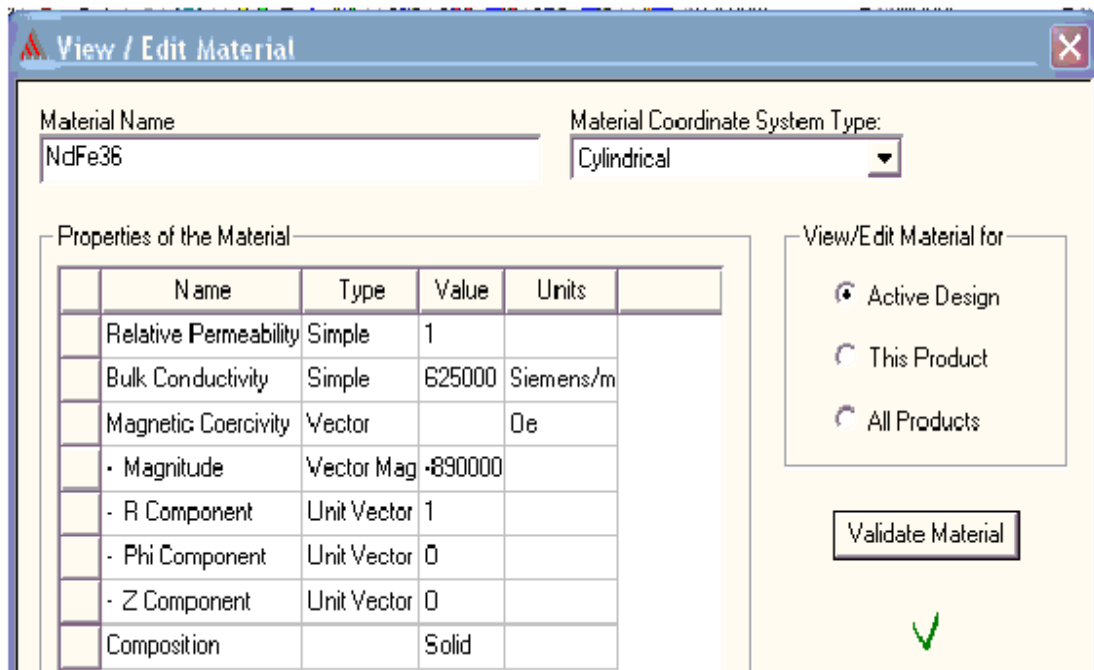 View / Edit Material
Material Name
Material Coordinate System Type:
NdFe36
Cylindrical
Properties of the Material
View/Edit Material for
Name Type Value Units
Relative Permeability Simple 1
Bulk Conductivity Simple 625000 Siemens/m
Magnetic Coercivity Vector Oe
- Magnitude Vector Mag -890000
- R Component Unit Vector 1
- Phi Component Unit Vector 0
- Z Component Unit Vector 0
Composition Solid
Active Design
This Product
All Products
Validate Material